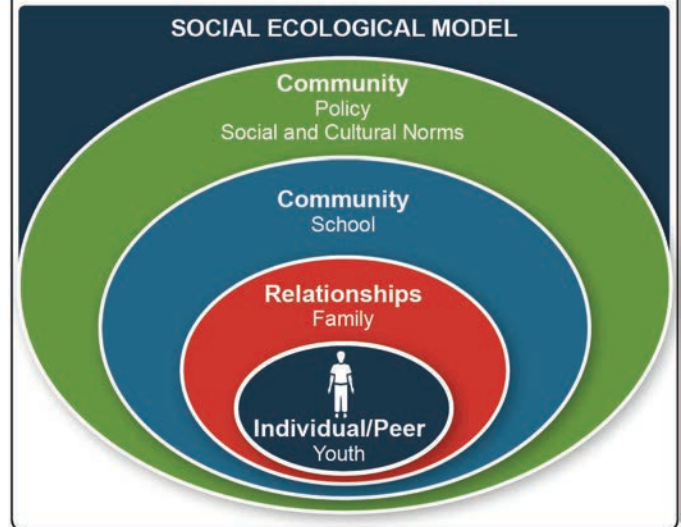 SOCIAL ECOLOGICAL MODEL
Community
Policy
Social and Cultural Norms
Community
School
Relationships
Family
Individual/Peer
Youth